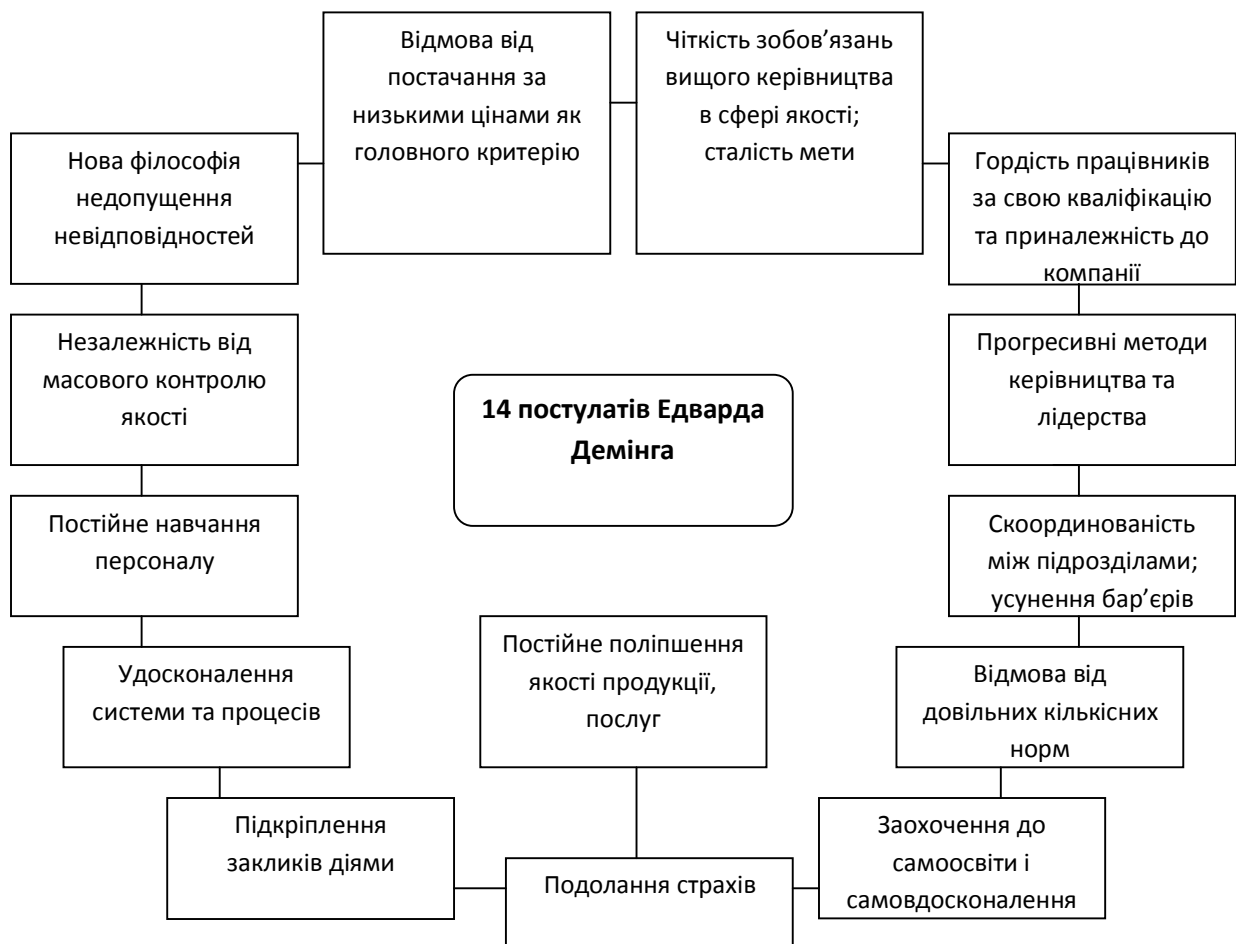 Відмова від
постачання за
низькими цінами як
головного критерію
Чіткість зобов’язань
вищого керівництва
в сфері якості;
сталість мети
Нова філософія
недопущення
невідповідностей
Гордість працівників
за свою кваліфікацію
та приналежність до
компанії
Незалежність від
масового контролю
якості
Прогресивні методи
керівництва та
лідерства
14 постулатів Едварда
Демінга
Постійне навчання
персоналу
Скоординованість
між підрозділами;
усунення бар’єрів
Удосконалення
системи та процесів
Постійне поліпшення
якості продукції,
послуг
Відмова від
довільних кількісних
норм
Підкріплення
закликів діями
Подолання страхів
Заохочення до
самоосвіти і
самовдосконалення